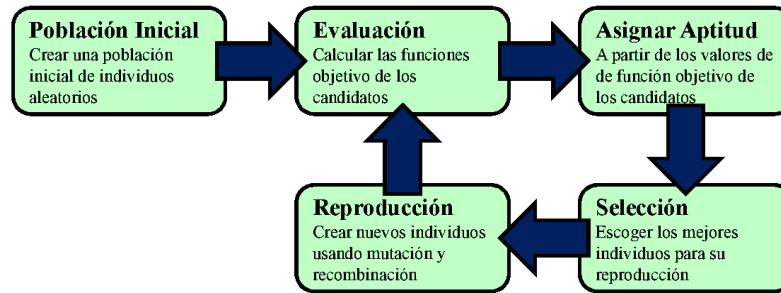 Población Inicial
Crear una población
inicial de individuos
aleatorios
Evaluación
Calcular las funciones
objetivo de los
candidatos
Asignar Aptitud
A partir de los valores de
de función objetivo de
los candidatos
Reproducción
Crear nuevos individuos
usando mutación y
recombinación
Selección
Escoger los mejores
individuos para su
reproducción